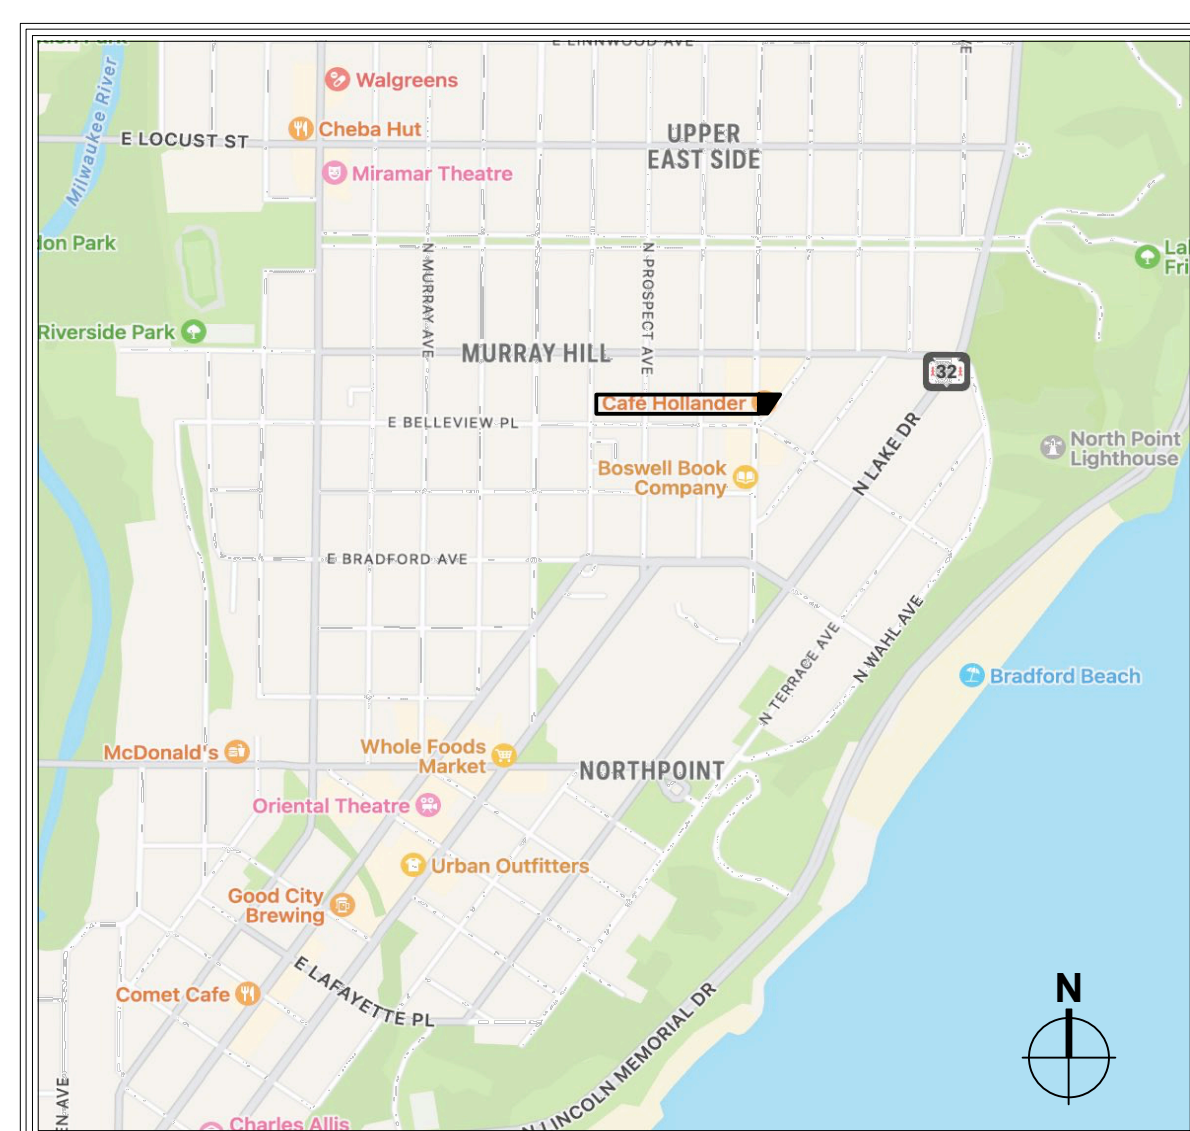 E LINNWOOD AVE
Walgreens
Milwaukee River
Cheba Hut
E LOCUST ST
UPPER
EAST SIDE
Miramar Theatre
don Park
N MURRAY AVE
N PROSPECT AVE
Riverside Park
MURRAY HILL
32
Café Hollander
E BELLEVIEW PL
N LAKE DR
North Point
Lighthouse
Boswell Book
Company
E BRADFORD AVE
N TERRACE AVE
N WAHL AVE
Bradford Beach
McDonald's
Whole Foods
Market
NORTHPOINT
Oriental Theatre
Urban Outfitters
Good City
Brewing
E LAFAYETTE PL
Comet Cafe
N
N LINCOLN MEMORIAL DR
EN AVE
Charles Allis